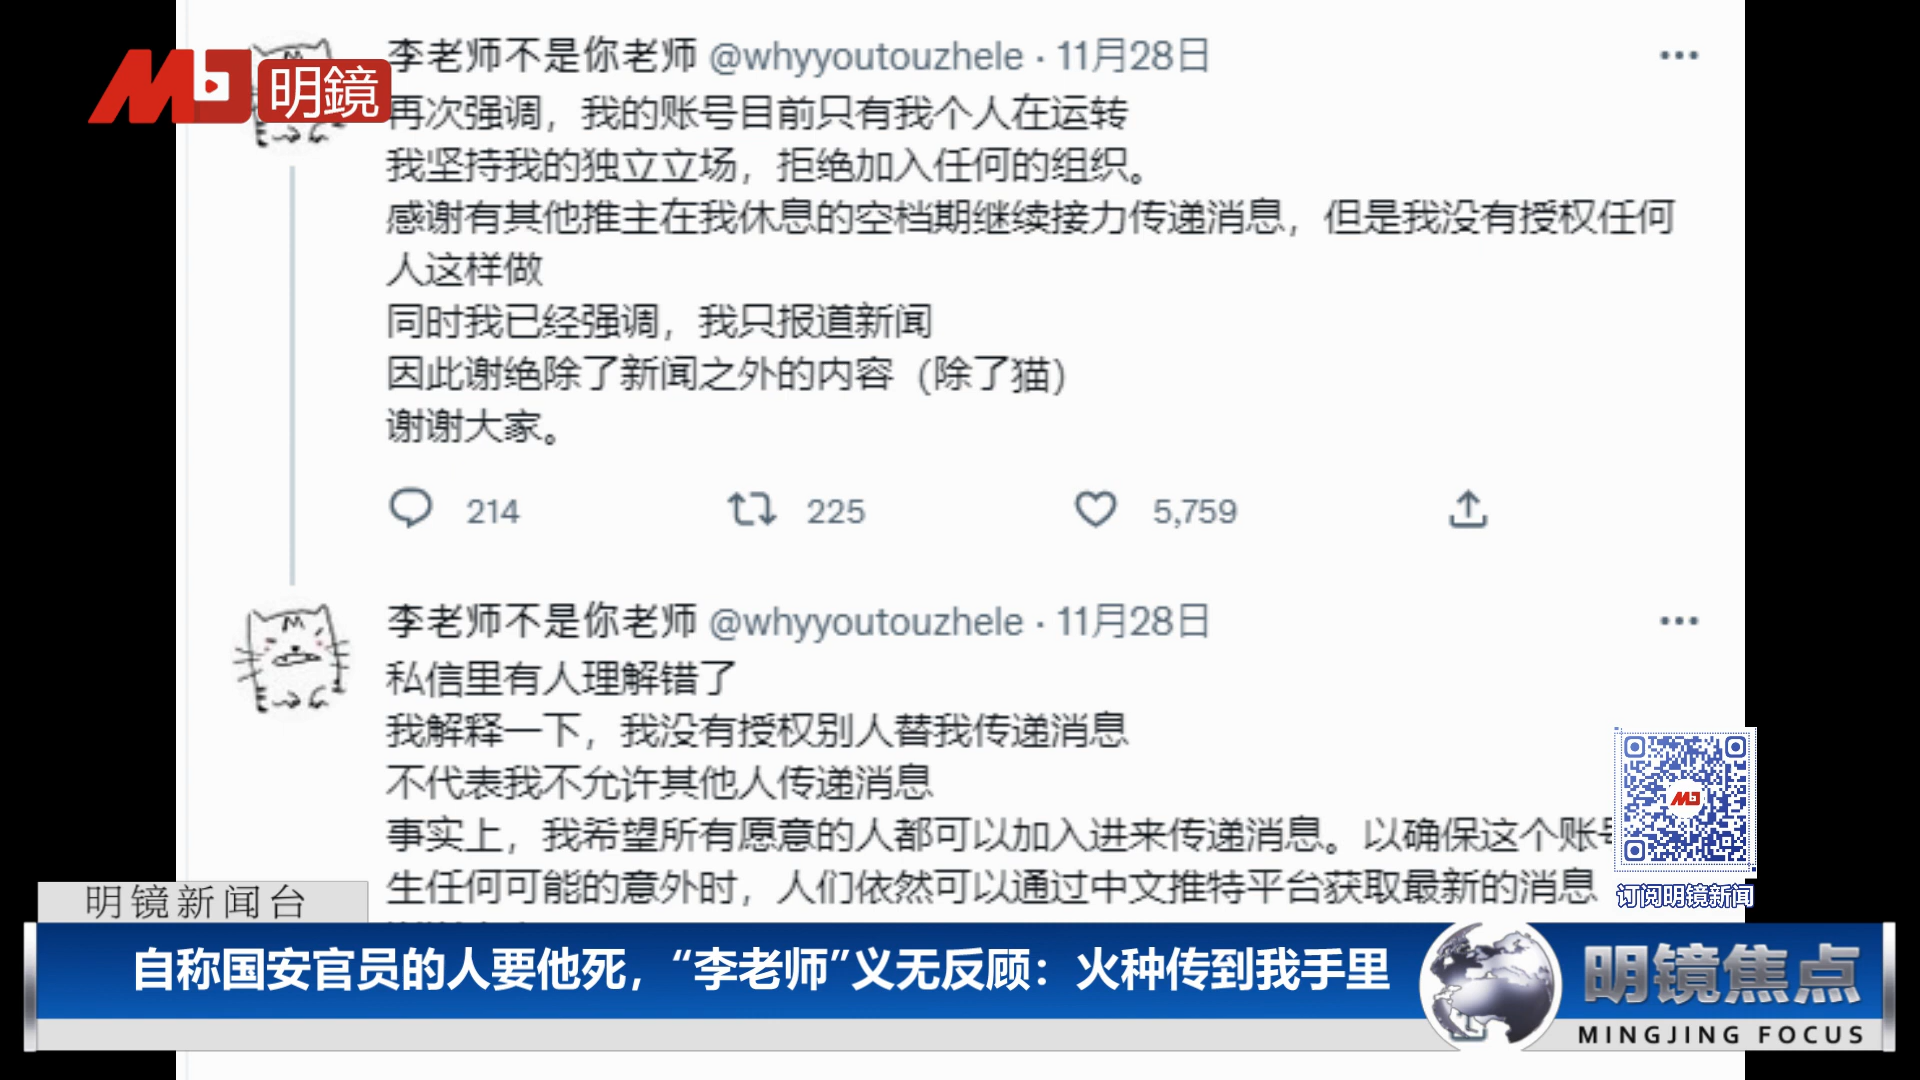 明鏡
李老师不是你老师 @whyyoutouzhele · 11月28日
再次强调，我的账号目前只有我个人在运转
我坚持我的独立立场，拒绝加入任何的组织。
感谢有其他推主在我休息的空档期继续接力传递消息，但是我没有授权任何
人这样做
同时我已经强调，我只报道新闻
因此谢绝除了新闻之外的内容（除了猫）
谢谢大家。
214 225 5,759
李老师不是你老师 @whyyoutouzhele · 11月28日
私信里有人理解错了
我解释一下，我没有授权别人替我传递消息
不代表我不允许其他人传递消息
事实上，我希望所有愿意的人都可以加入进来传递消息。以确保这个账
生任何可能的意外时，人们依然可以通过中文推特平台获取最新的消息
订阅明镜新闻
明镜新闻台
自称国安官员的人要他死，“李老师”义无反顾：火种传到我手里
明镜焦点
MINGJING FOCUS